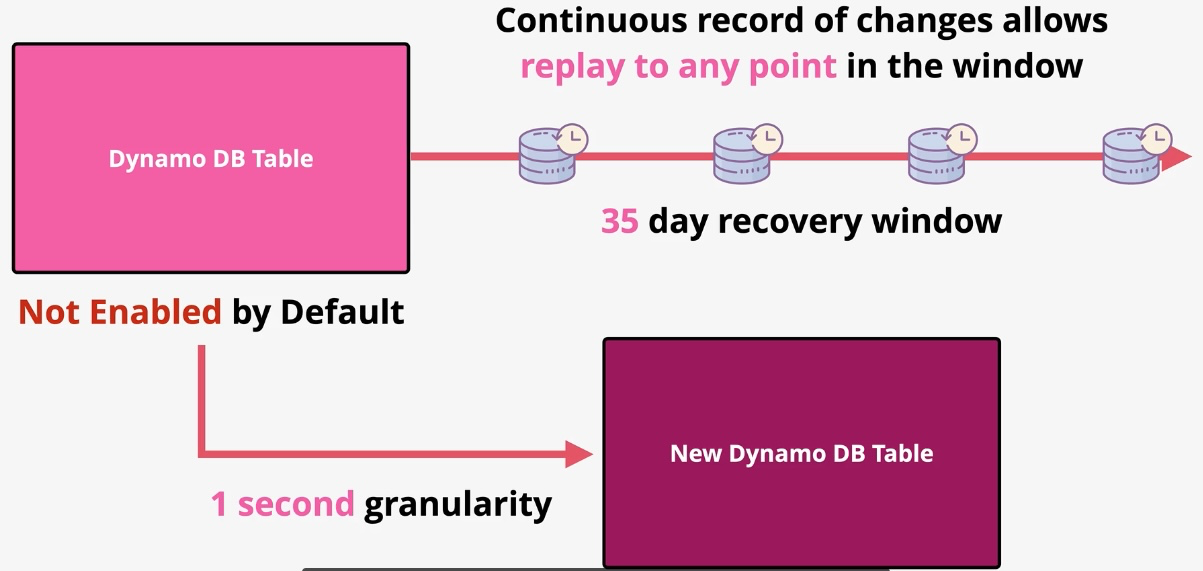 Continuous record of changes allows
replay to any point in the window
Dynamo DB Table
35 day recovery window
Not Enabled by Default
New Dynamo DB Table
1 second granularity